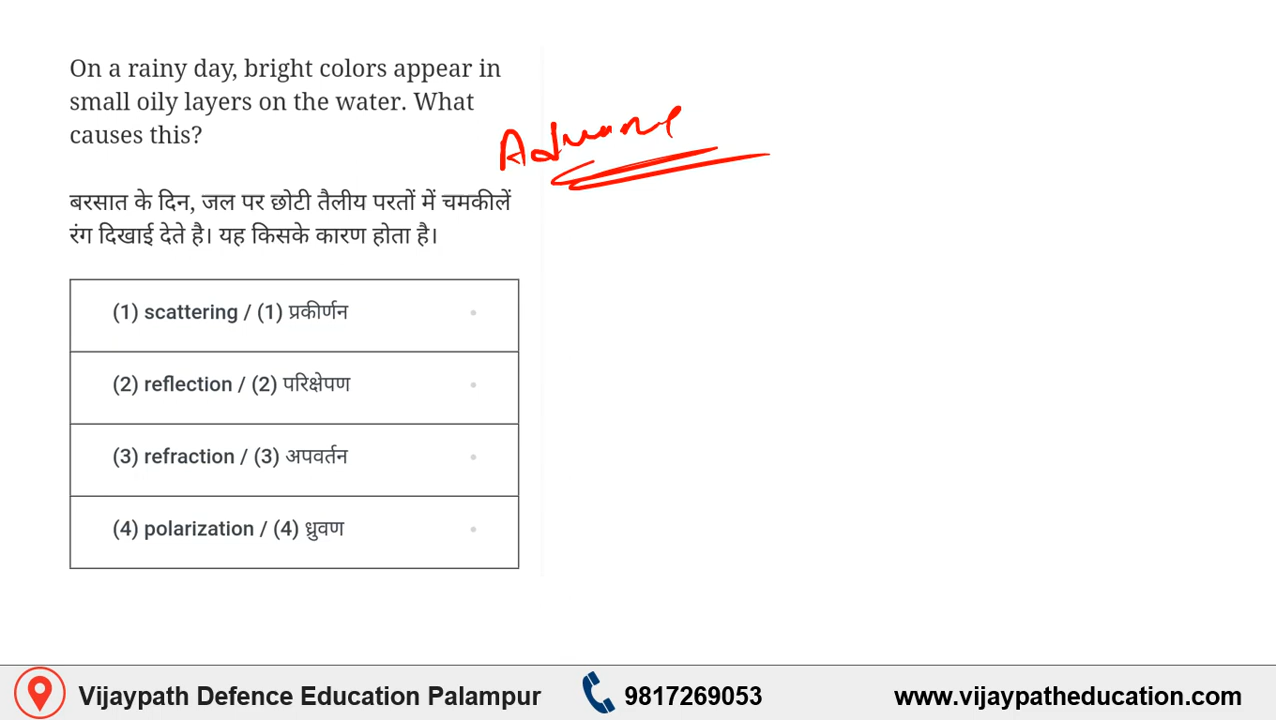 On a rainy day, bright colors appear in
small oily layers on the water. What
causes this?
Advance
बरसात के दिन, जल पर छोटी तैलीय परतों में चमकीलें
रंग दिखाई देते है। यह किसके कारण होता है।
(1) scattering / (1) प्रकीर्णन
(2) reflection / (2) परिक्षेपण
(3) refraction / (3) अपवर्तन
(4) polarization / (4) ध्रुवण
Vijaypath Defence Education Palampur
9817269053
www.vijaypatheducation.com